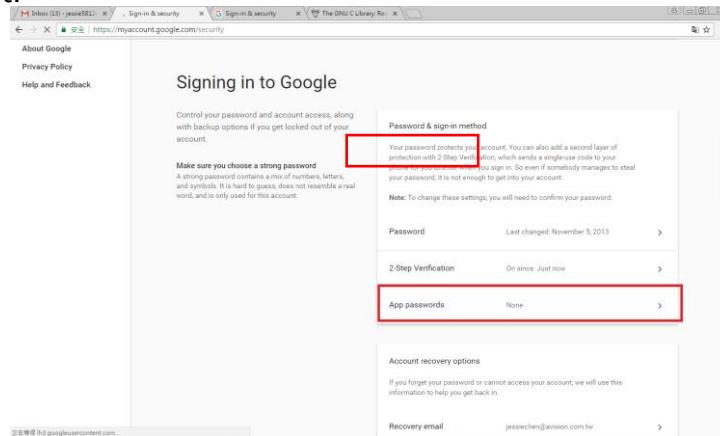 Inbox (13) - jessie581
Sign-in & security
Sign-in & security
The GNU C Library: Re
安全 | https://myaccount.google.com/security
About Google
Privacy Policy
Help and Feedback
Signing in to Google
Control your password and account access, along
with backup options if you get locked out of your
account.
Make sure you choose a strong password
A strong password contains a mix of numbers, letters,
and symbols. It is hard to guess, does not resemble a real
word, and is only used for this account.
Password & sign-in method
Your password protects your account. You can also add a second layer of
protection with 2-Step Verification, which sends a single-use code to your
phone for you to enter when you sign in. So even if somebody manages to steal
your password, it is not enough to get into your account.
Note: To change these settings, you will need to confirm your password.
Password Last changed: November 5, 2013
2-Step Verification On since: Just now
App passwords None
Account recovery options
If you forget your password or cannot access your account, we will use this
information to help you get back in.
Recovery email jessiechen@avision.com.tw
lh3.googleusercontent.com...